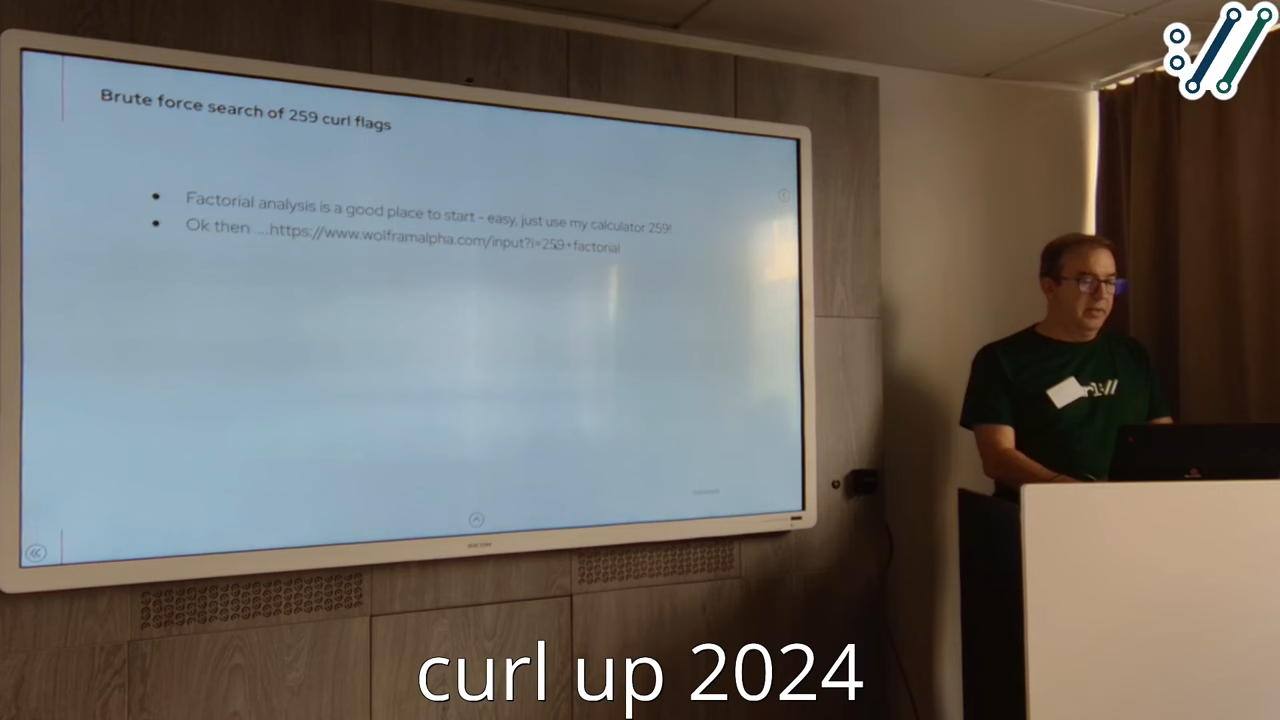 Brute force search of 259 curl flags
• Factorial analysis is a good place to start - easy, just use my calculator 259!
• Ok then ...https://www.wolframalpha.com/input?i=259+factorial
curl up 2024